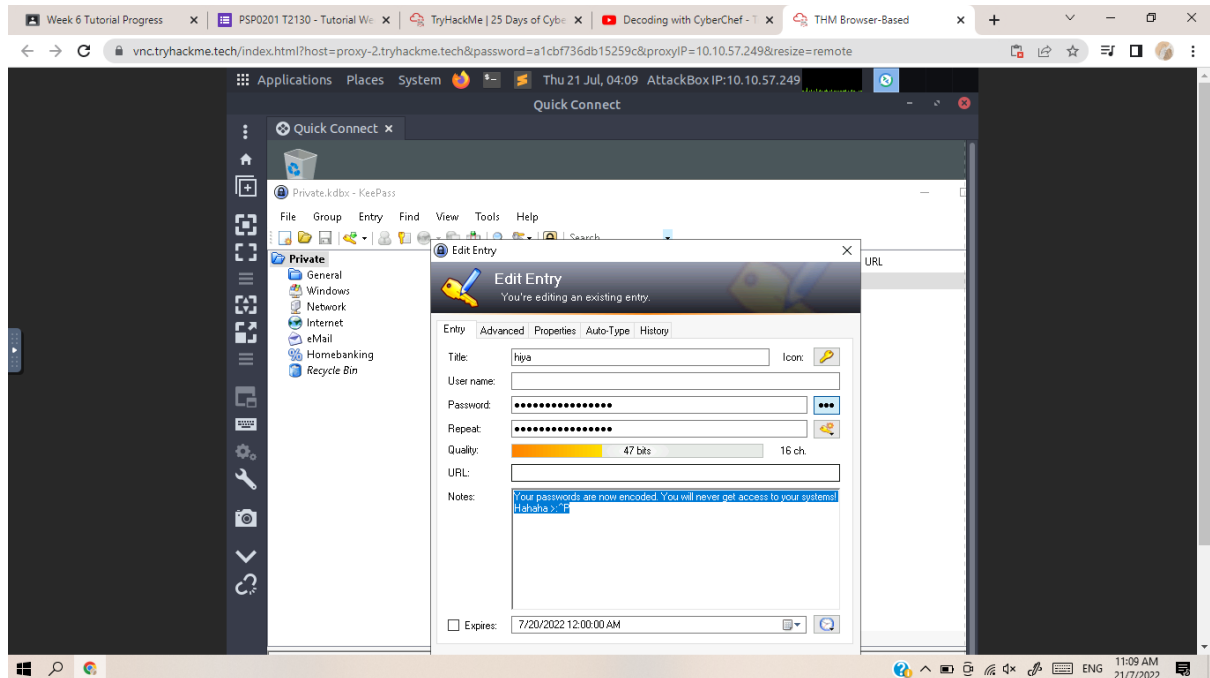 Week 6 Tutorial Progress
PSP0201 T2130 - Tutorial We
TryHackMe | 25 Days of Cybe
Decoding with CyberChef - T
THM Browser-Based
vnc.tryhackme.tech/index.html?host=proxy-2.tryhackme.tech&password=a1cbf736db15259c&proxyIP=10.10.57.249&resize=remote
Applications Places System Thu 21 Jul, 04:09 AttackBox IP:10.10.57.249
Quick Connect
Quick Connect
Private.kdbx - KeePass
File Group Entry Find View Tools Help
Search...
Private
General
Windows
Network
Internet
eMail
Homebanking
Recycle Bin
URL
Edit Entry
Edit Entry
You're editing an existing entry.
Entry Advanced Properties Auto-Type History
Title: hiya Icon:
User name:
Password: ••••••••••••••••
Repeat: ••••••••••••••••
Quality: 47 bits 16 ch.
URL:
Notes: Your passwords are now encoded. You will never get access to your systems!
Hahaha >:^P
Expires: 7/20/2022 12:00:00 AM
ENG 11:09 AM
21/7/2022